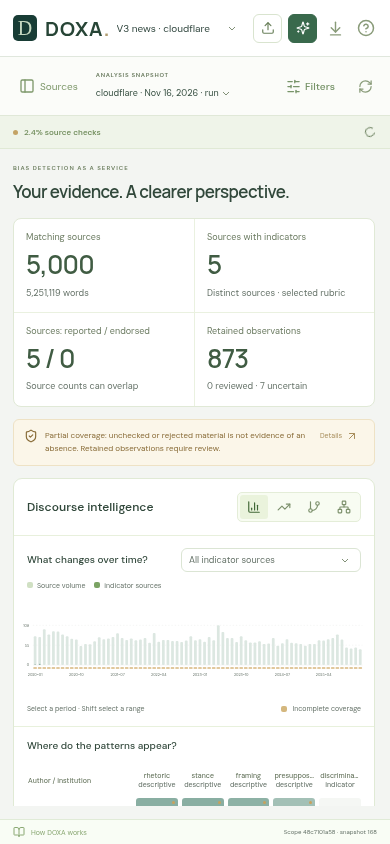 D DOXA. V3 news · cloudflare
Sources
ANALYSIS SNAPSHOT
cloudflare · Nov 16, 2026 · run
Filters
2.4% source checks
BIAS DETECTION AS A SERVICE
Your evidence. A clearer perspective.
Matching sources
5,000
5,251,119 words
Sources with indicators
5
Distinct sources · selected rubric
Sources: reported / endorsed
5 / 0
Source counts can overlap
Retained observations
873
0 reviewed · 7 uncertain
Partial coverage: unchecked or rejected material is not evidence of an
absence. Retained observations require review.
Details
Discourse intelligence
What changes over time?
All indicator sources
Source volume
Indicator sources
0
Select a period · Shift select a range
Incomplete coverage
Where do the patterns appear?
Author / Institution
rhetoric
descriptive
stance
descriptive
framing
descriptive
presuppos...
descriptive
discrimina...
indicator
How DOXA works
Scope 48c7101a58 · snapshot 168